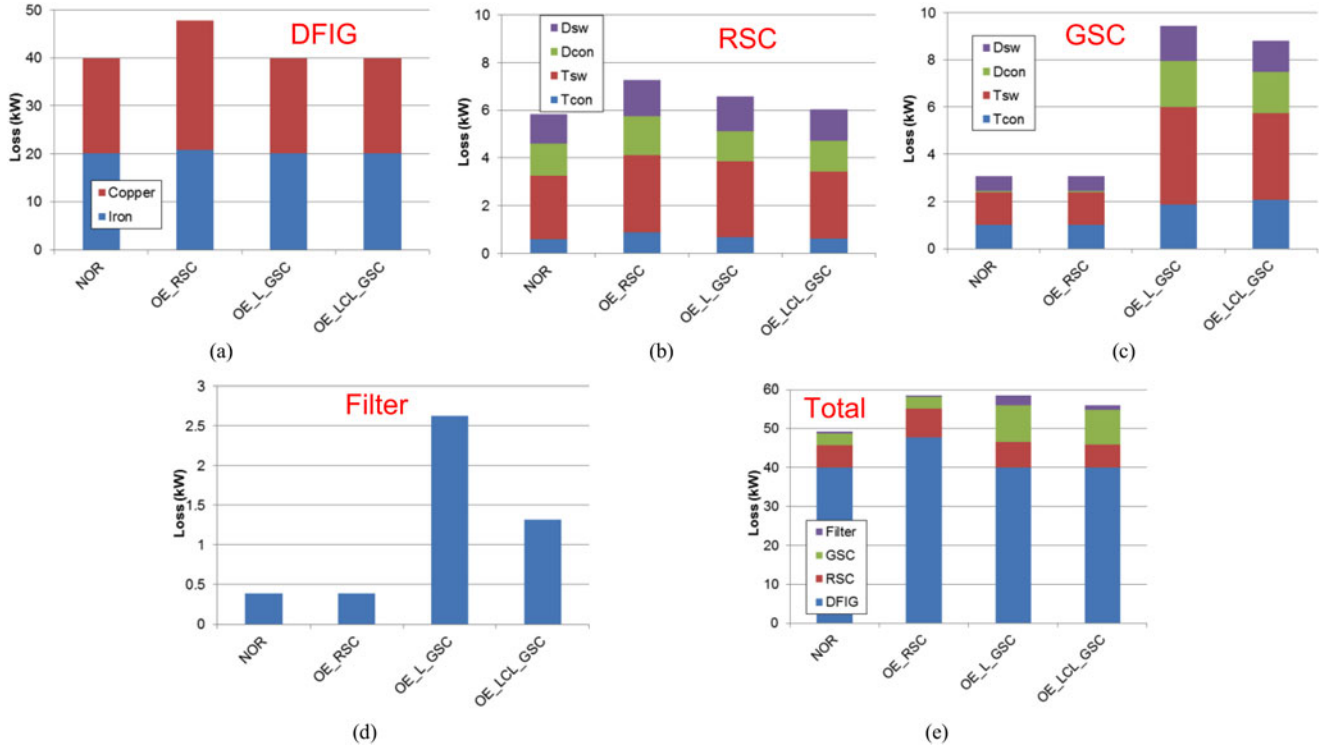 DFIG
Loss (kW)
50
40
30
20
10
0
Copper
Iron
NOR
OE_RSC
OE_L_GSC
OE_LCL_GSC
(a)
RSC
Loss (kW)
10
8
6
4
2
0
Dsw
Dcon
Tsw
Tcon
NOR
OE_RSC
OE_L_GSC
OE_LCL_GSC
(b)
GSC
Loss (kW)
10
8
6
4
2
0
Dsw
Dcon
Tsw
Tcon
NOR
OE_RSC
OE_L_GSC
OE_LCL_GSC
(c)
Filter
Loss (kW)
3
2.5
2
1.5
1
0.5
0
NOR
OE_RSC
OE_L_GSC
OE_LCL_GSC
(d)
Total
Loss (kW)
60
50
40
30
20
10
0
Filter
GSC
RSC
DFIG
NOR
OE_RSC
OE_L_GSC
OE_LCL_GSC
(e)